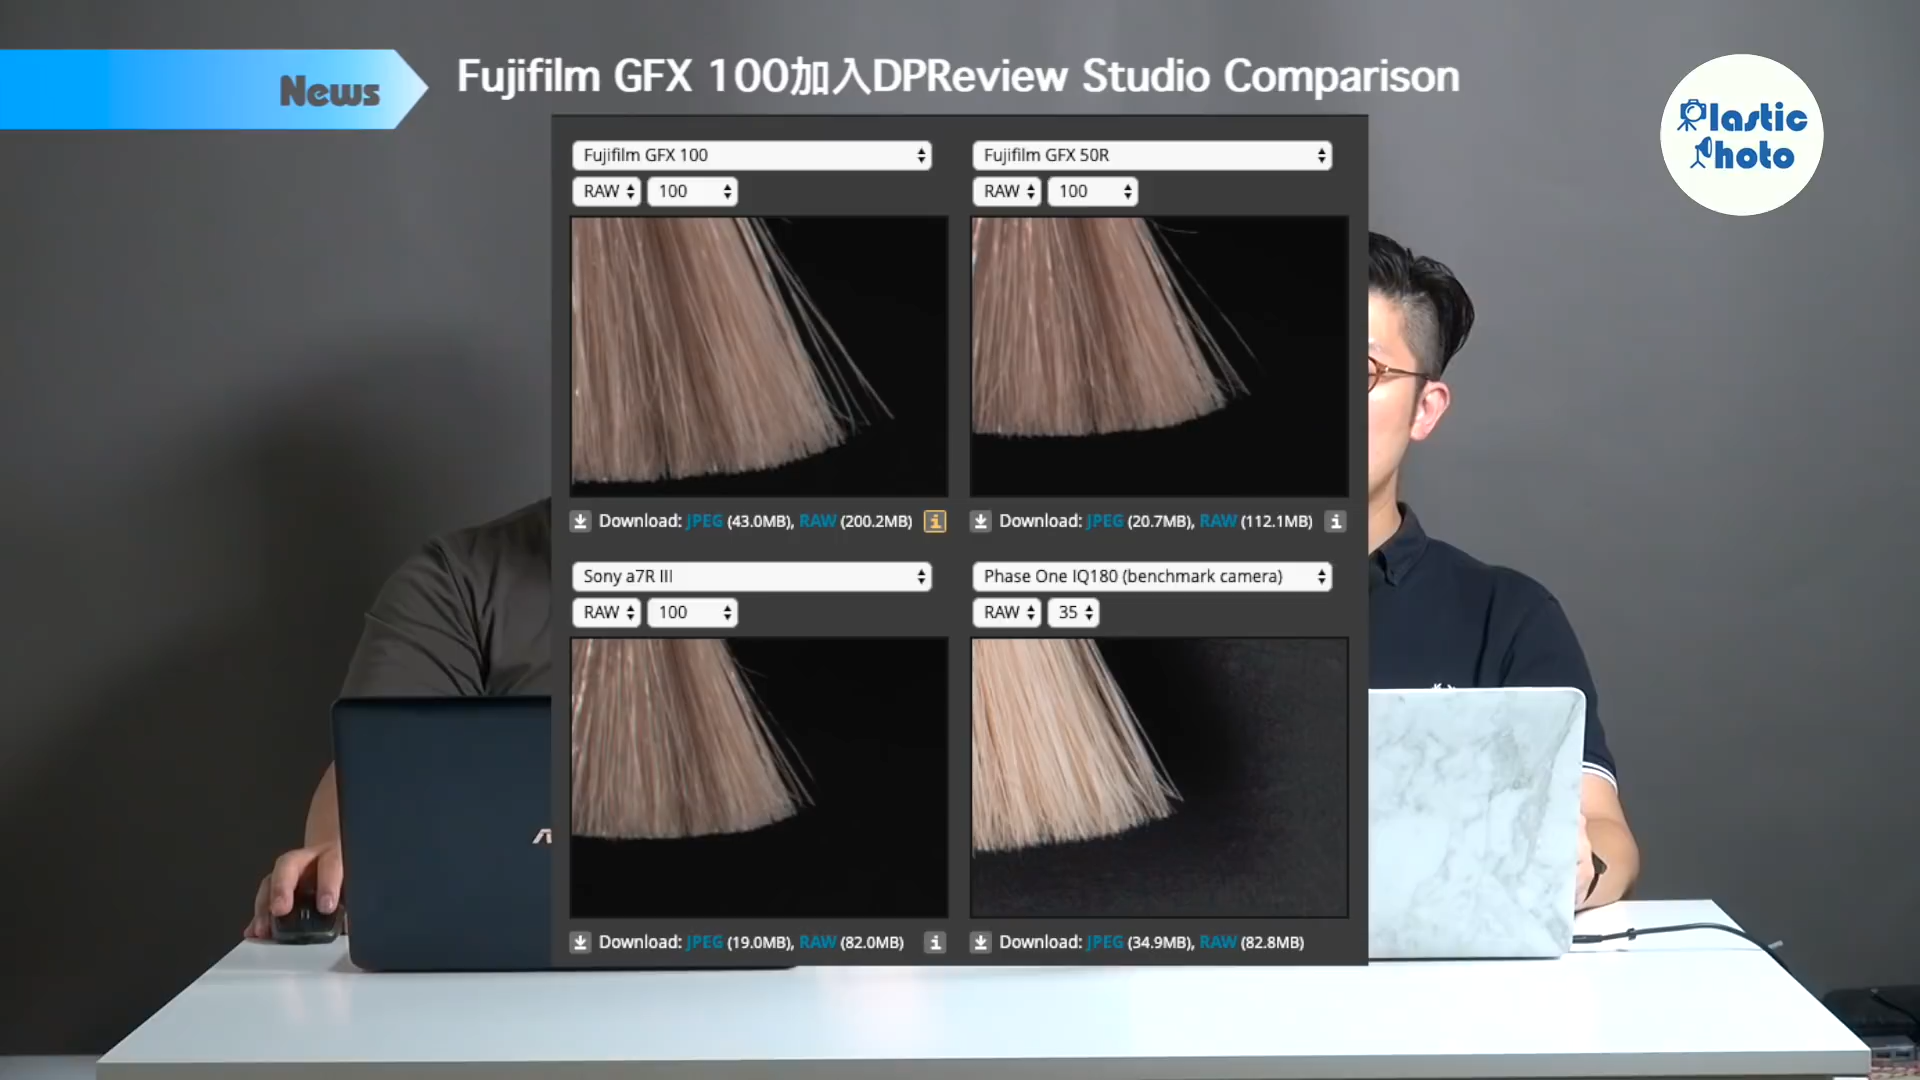 News
Fujifilm GFX 100加入DPReview Studio Comparison
Plastic
Photo
Fujifilm GFX 100
RAW 100
Fujifilm GFX 50R
RAW 100
Download: JPEG (43.0MB), RAW (200.2MB) i
Download: JPEG (20.7MB), RAW (112.1MB) i
Sony a7R III
RAW 100
Phase One IQ180 (benchmark camera)
RAW 35
Download: JPEG (19.0MB), RAW (82.0MB) i
Download: JPEG (34.9MB), RAW (82.8MB)